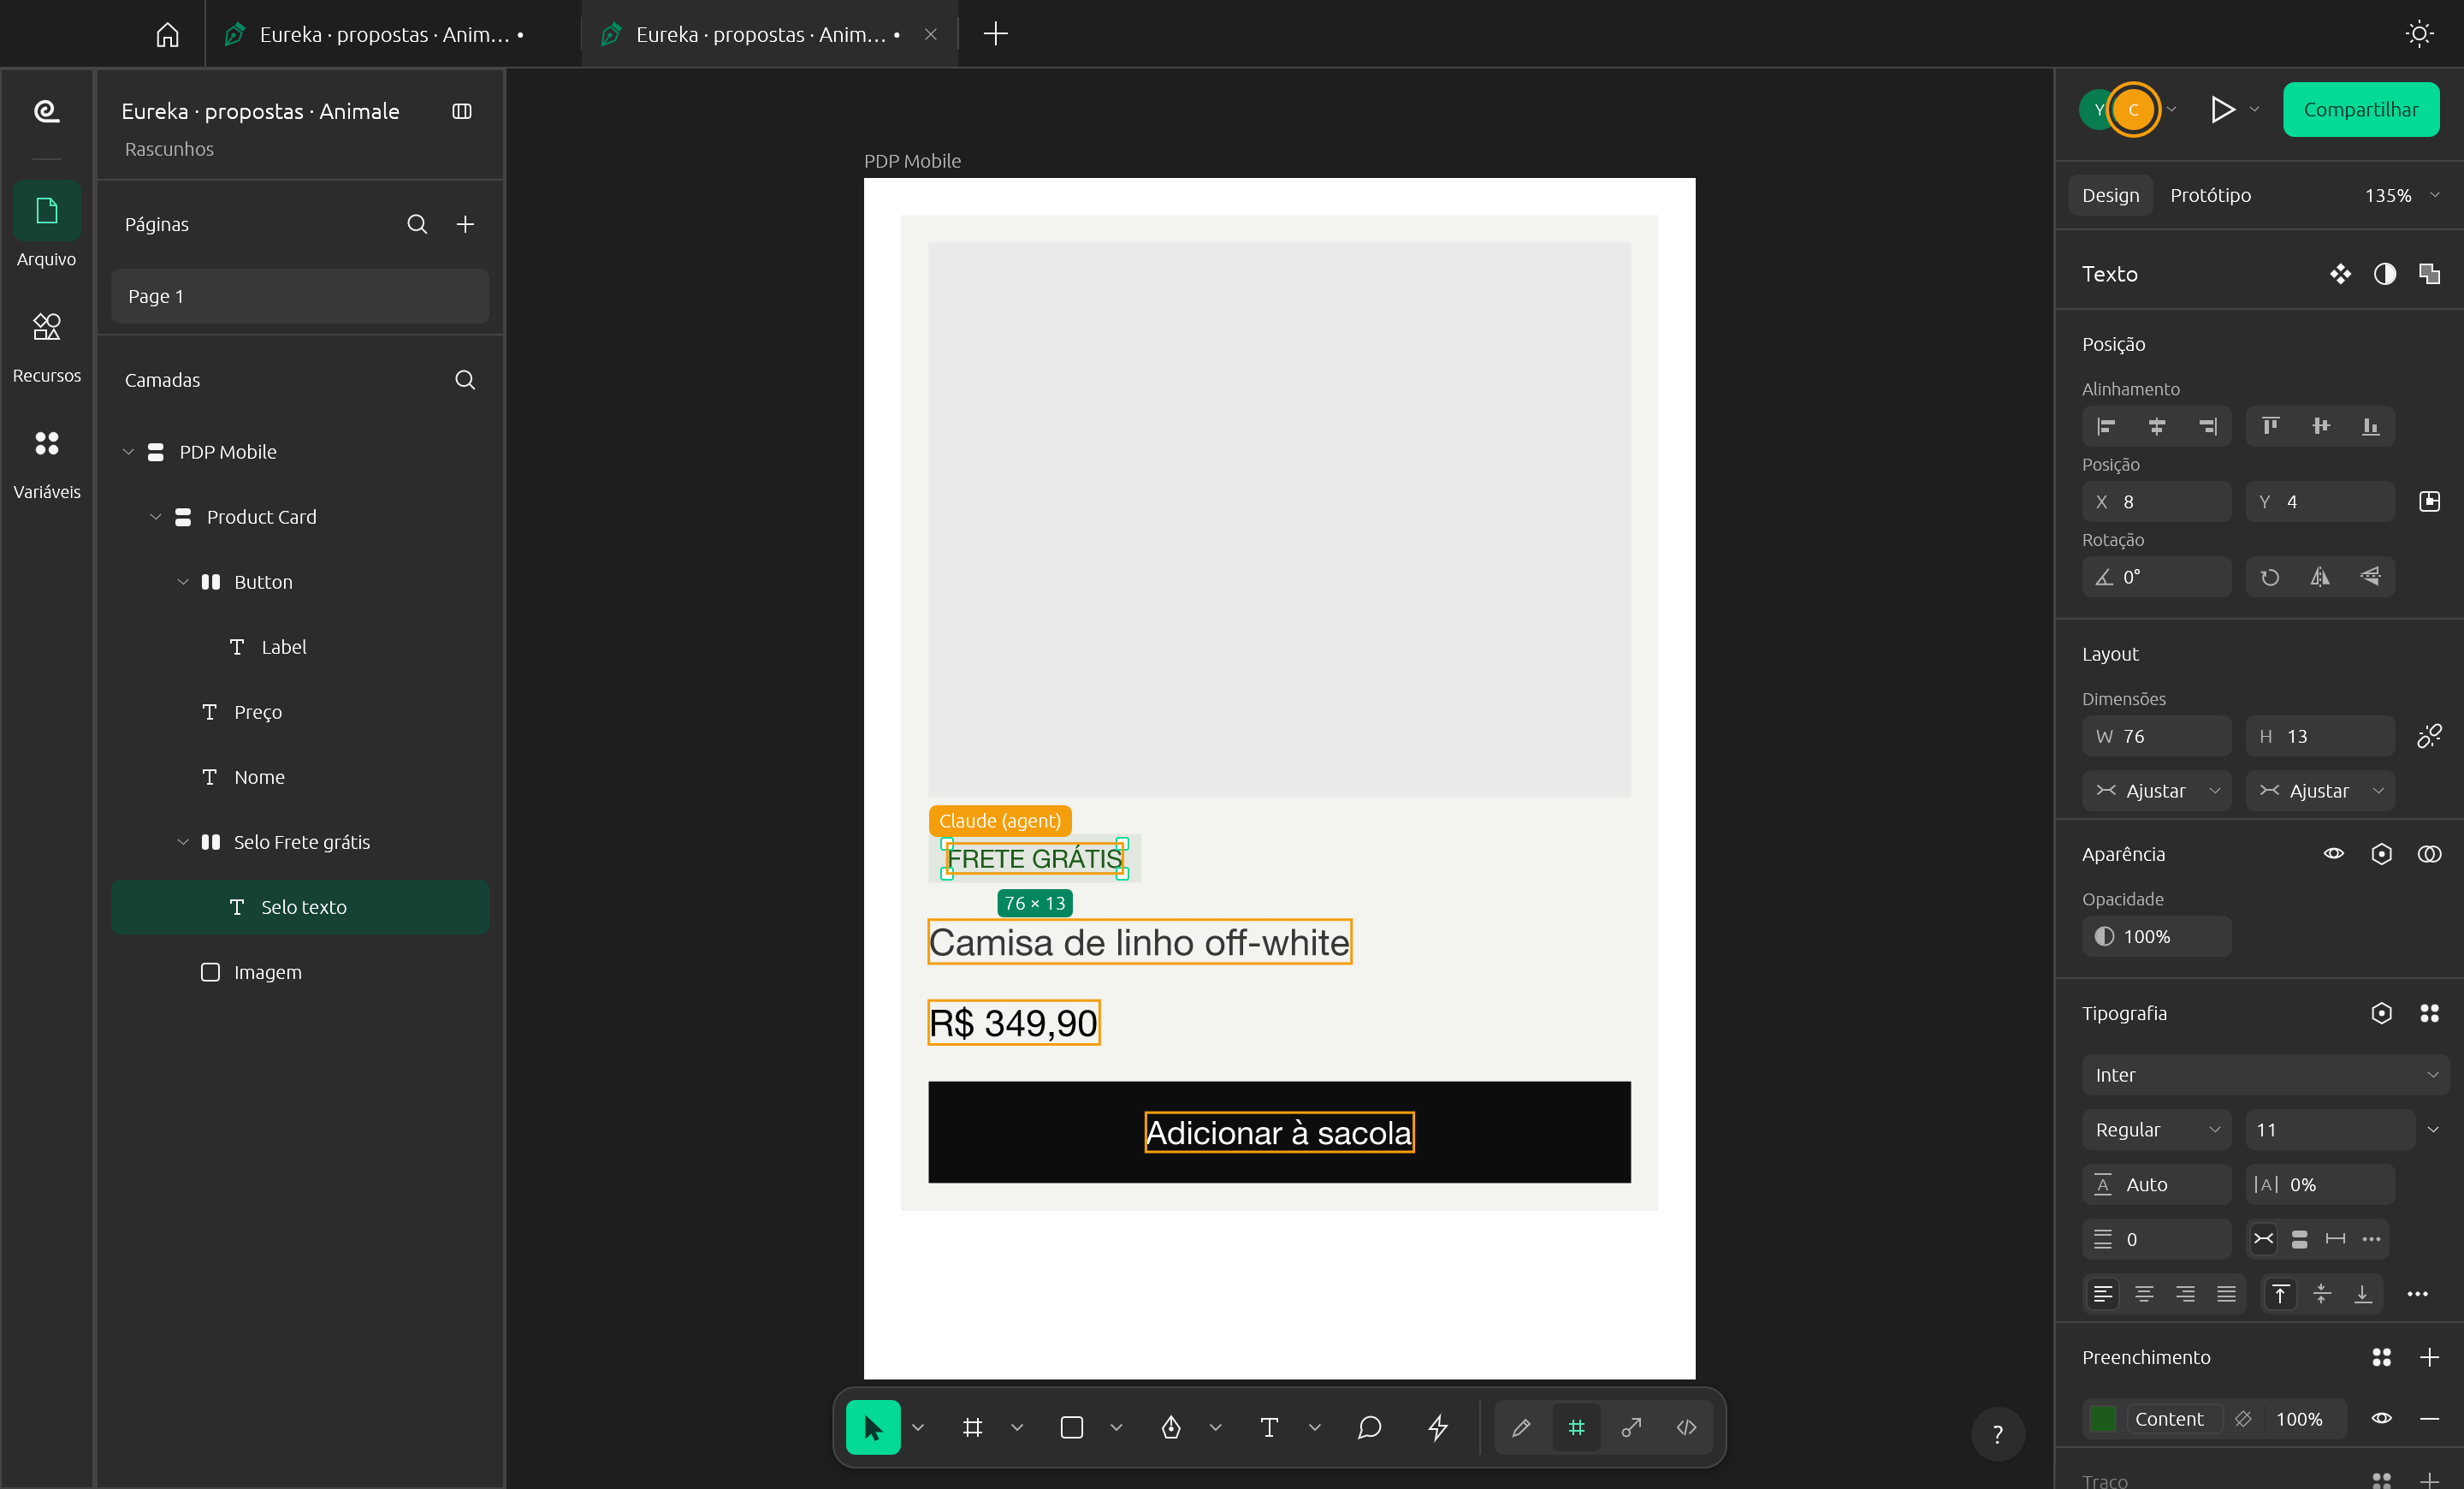 Eureka · propostas · Anim... •
Eureka · propostas · Anim... •
Eureka · propostas · Animale
Rascunhos
Arquivo
Recursos
Variáveis
Páginas
Page 1
Camadas
PDP Mobile
Product Card
Button
Label
Preço
Nome
Selo Frete grátis
Selo texto
Imagem
PDP Mobile
Claude (agent)
FRETE GRÁTIS
76 × 13
Camisa de linho off-white
R$ 349,90
Adicionar à sacola
?
Y
C
Compartilhar
Design
Protótipo
135%
Texto
Posição
Alinhamento
Posição
X 8
Y 4
Rotação
0°
Layout
Dimensões
W 76
H 13
Ajustar
Ajustar
Aparência
Opacidade
100%
Tipografia
Inter
Regular
11
Auto
0%
0
Preenchimento
Content
100%
Traço